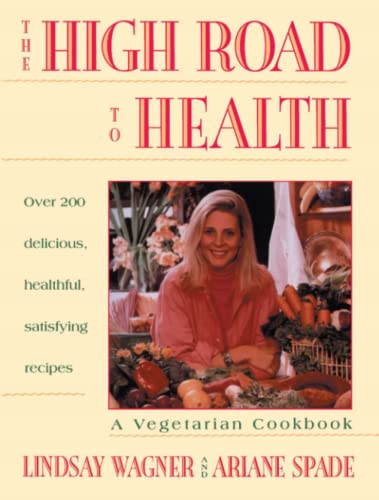 THE HIGH ROAD
TO HEALTH
Over 200
delicious,
healthful,
satisfying
recipes
A Vegetarian Cookbook
LINDSAY WAGNER AND ARIANE SPADE